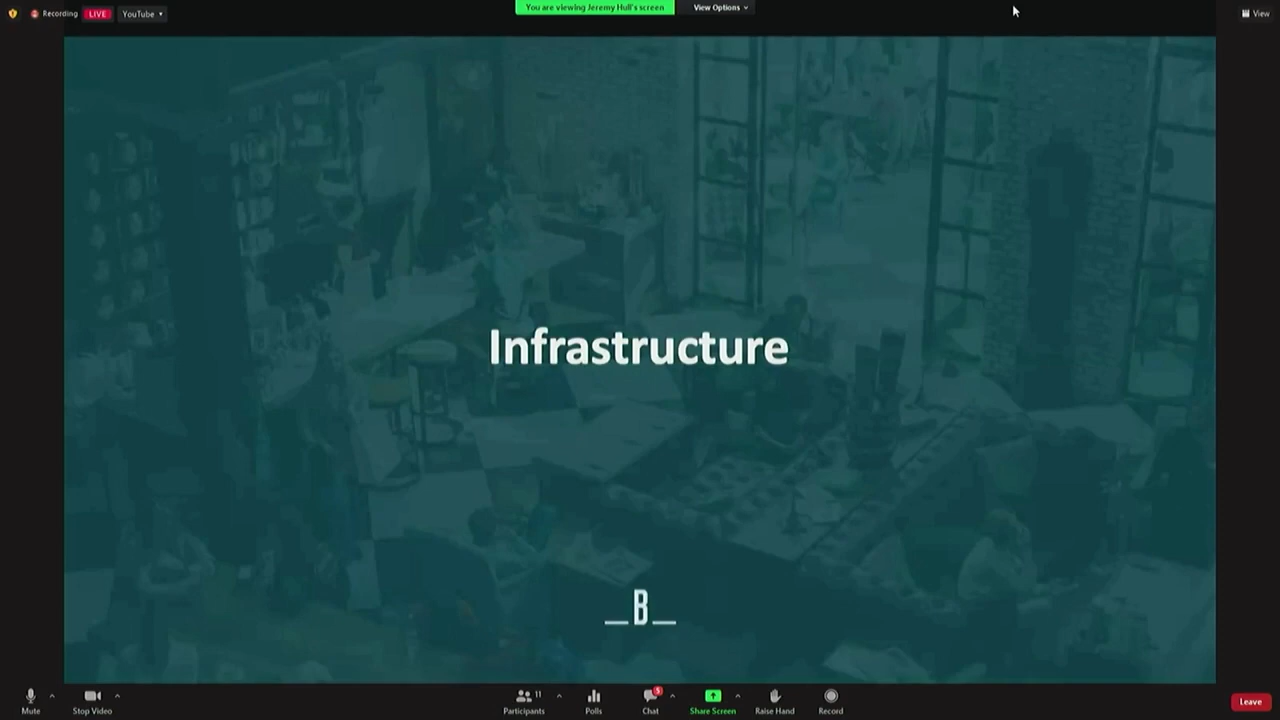 Recording
LIVE
YouTube
You are viewing Jeremy Hull's screen
View Options
View
Infrastructure
_B_
Mute
Stop Video
11
Participants
Polls
5
Chat
Share Screen
Raise Hand
Record
Leave